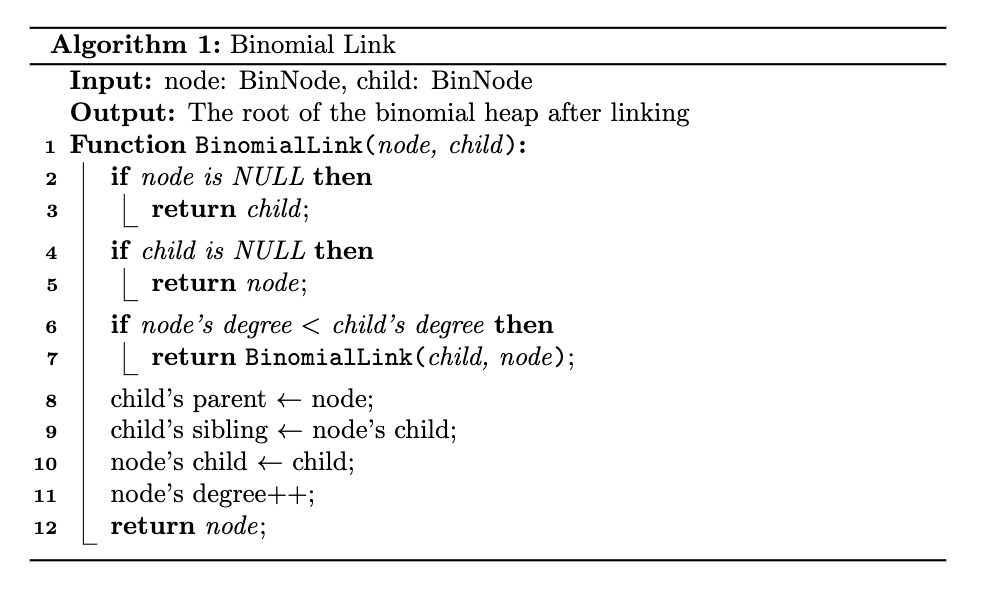 Algorithm 1: Binomial Link
Input: node: BinNode, child: BinNode
Output: The root of the binomial heap after linking
1 Function BinomialLink(node, child):
2 if node is NULL then
3 return child;
4 if child is NULL then
5 return node;
6 if node's degree < child's degree then
7 return BinomialLink(child, node);
8 child's parent ← node;
9 child's sibling ← node's child;
10 node's child ← child;
11 node's degree++;
12 return node;